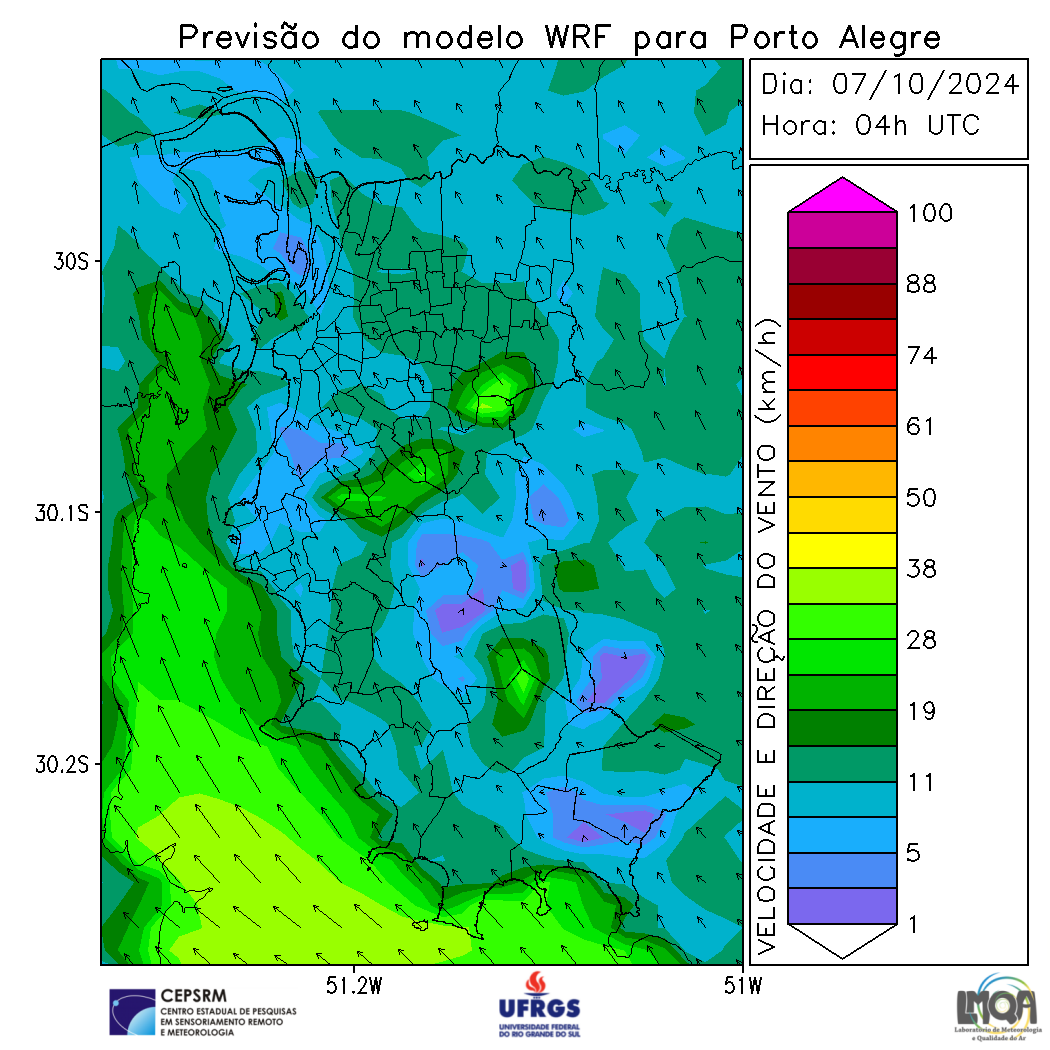 Previsão do modelo WRF para Porto Alegre
Dia: 07/10/2024
Hora: 04h UTC
30S
30.1S
30.2S
51.2W
51W
VELOCIDADE E DIREÇÃO DO VENTO (km/h)
100
88
74
61
50
38
28
19
11
5
1
CEPSRM
CENTRO ESTADUAL DE PESQUISAS
EM SENSORIAMENTO REMOTO
E METEOROLOGIA
UFRGS
UNIVERSIDADE FEDERAL
DO RIO GRANDE DO SUL
LMQA
Laboratório de Meteorologia
e Qualidade do Ar